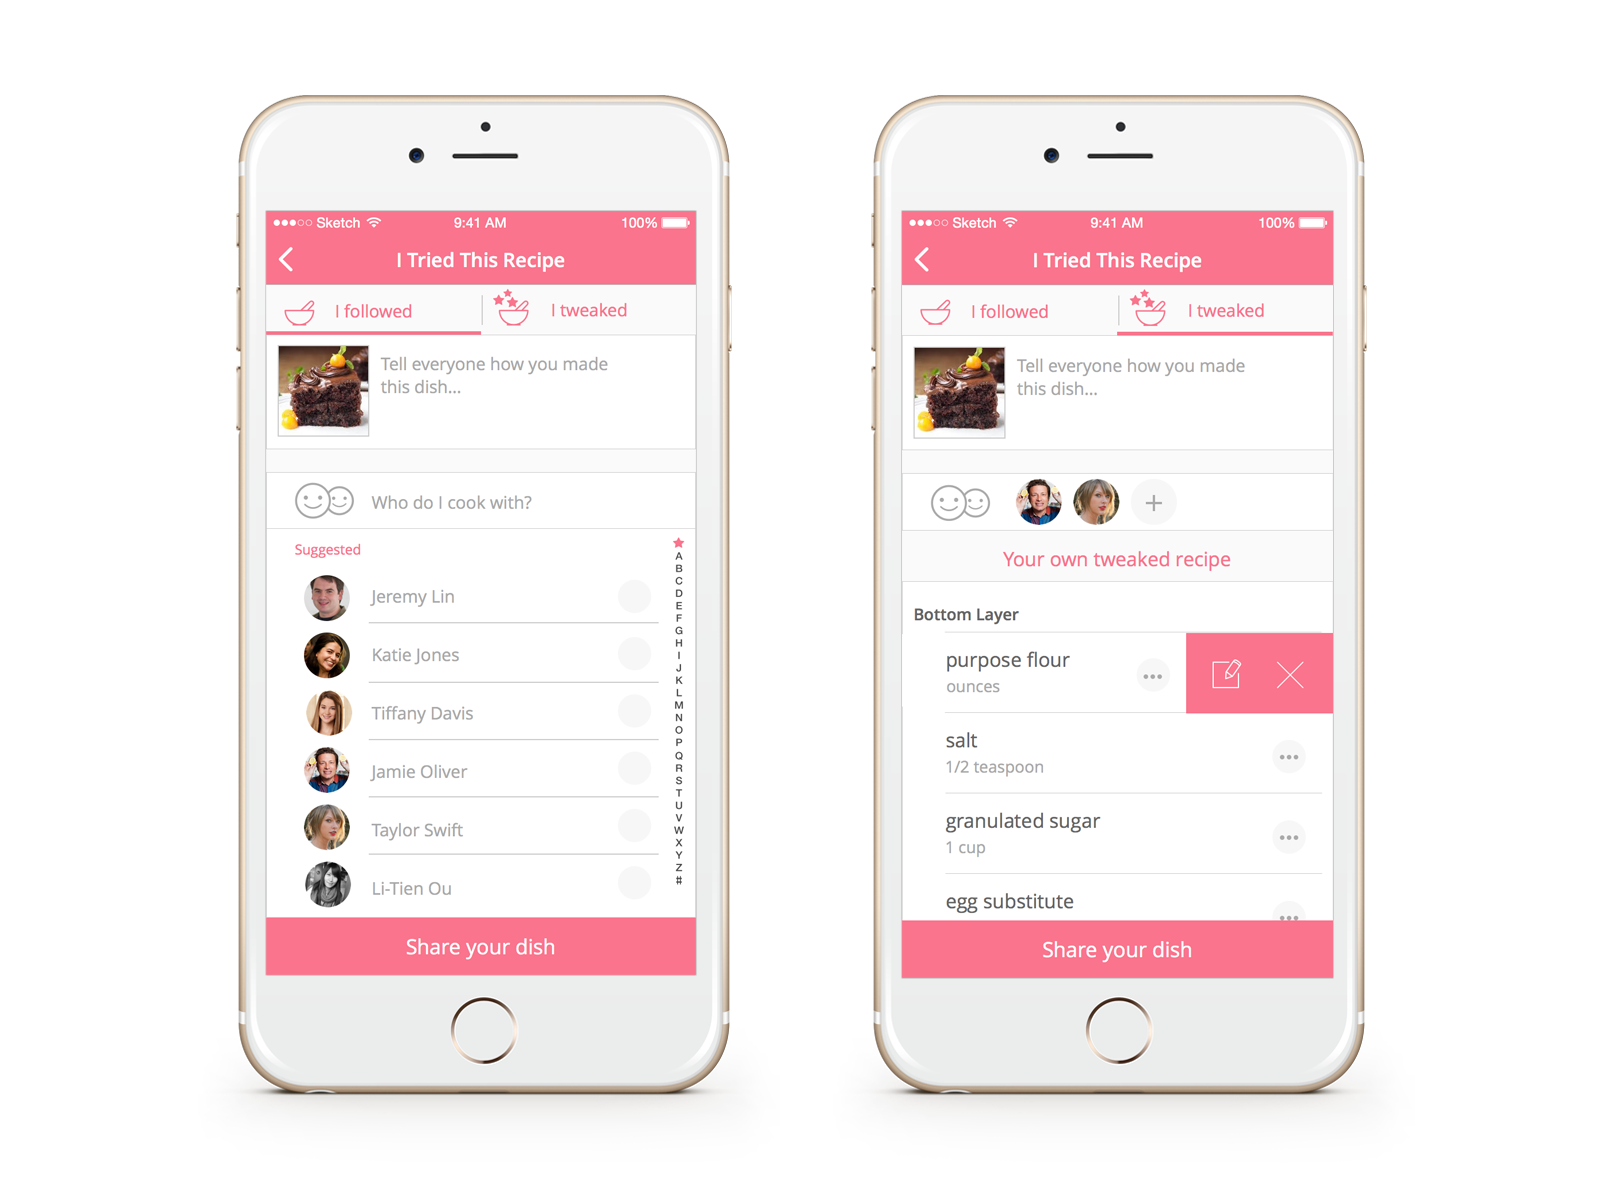 Sketch
9:41 AM
100%
I Tried This Recipe
I followed
I tweaked
Tell everyone how you made
this dish...
Who do I cook with?
Suggested
Jeremy Lin
Katie Jones
Tiffany Davis
Jamie Oliver
Taylor Swift
Li-Tien Ou
A
B
C
D
E
F
G
H
I
J
K
L
M
N
O
P
Q
R
S
T
U
V
W
X
Y
Z
#
Share your dish
Sketch
9:41 AM
100%
I Tried This Recipe
I followed
I tweaked
Tell everyone how you made
this dish...
Your own tweaked recipe
Bottom Layer
purpose flour
ounces
salt
1/2 teaspoon
granulated sugar
1 cup
egg substitute
Share your dish